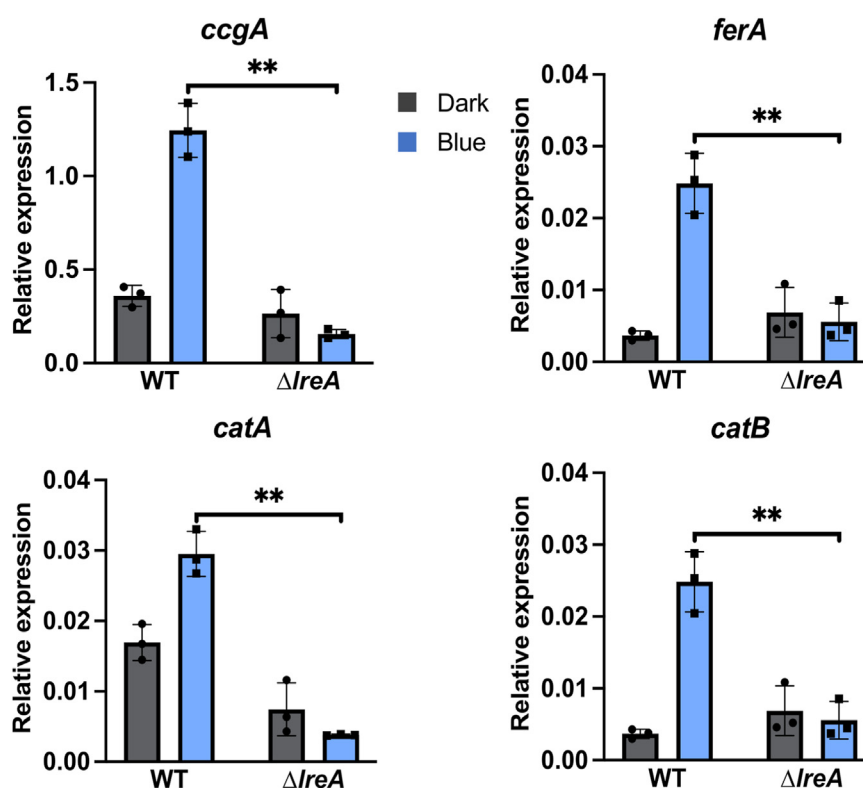 ccgA
Relative expression
1.5
1.0
0.5
0.0
**
WT
ΔlreA
Dark
Blue
ferA
Relative expression
0.04
0.03
0.02
0.01
0.00
**
WT
ΔlreA
catA
Relative expression
0.04
0.03
0.02
0.01
0.00
**
WT
ΔlreA
catB
Relative expression
0.04
0.03
0.02
0.01
0.00
**
WT
ΔlreA